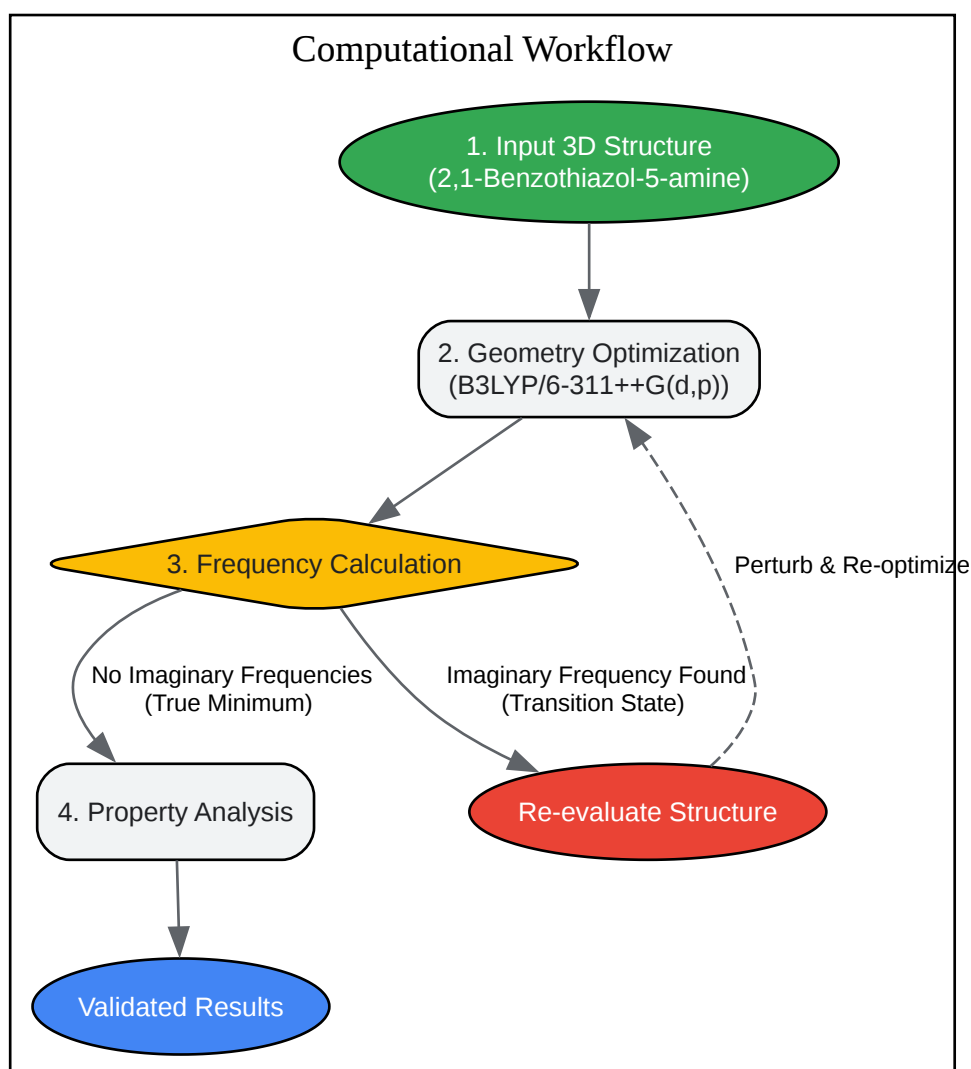 Computational Workflow
1. Input 3D Structure
(2,1-Benzothiazol-5-amine)
2. Geometry Optimization
(B3LYP/6-311++G(d,p))
3. Frequency Calculation
Perturb & Re-optimize
No Imaginary Frequencies
(True Minimum)
Imaginary Frequency Found
(Transition State)
4. Property Analysis
Re-evaluate Structure
Validated Results